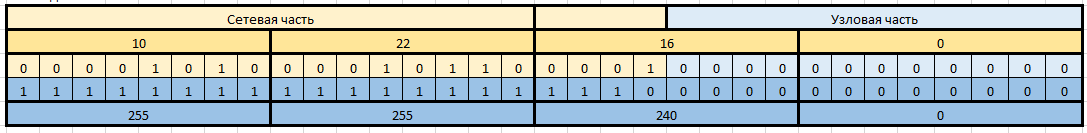 Сетевая часть Узловая часть
10 22 16 0
0 0 0 0 1 0 1 0 0 0 0 1 0 1 1 0 0 0 0 1 0 0 0 0 0 0 0 0 0 0 0 0
1 1 1 1 1 1 1 1 1 1 1 1 1 1 1 1 1 1 1 0 0 0 0 0 0 0 0 0 0 0 0 0
255 255 240 0